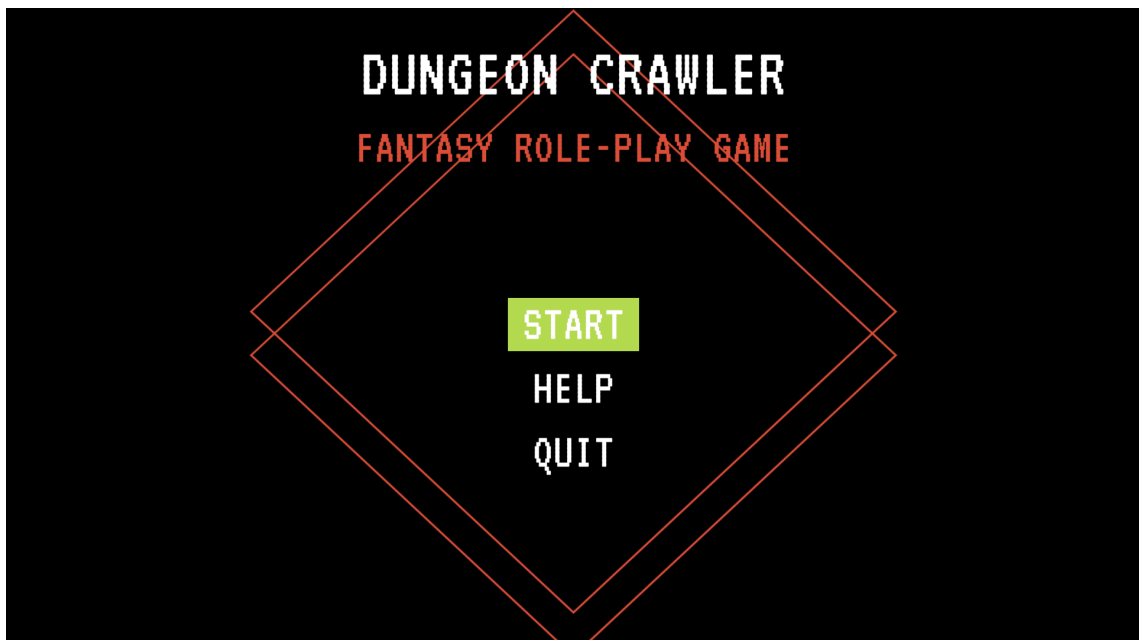 DUNGEON CRAWLER
FANTASY ROLE-PLAY GAME
START
HELP
QUIT